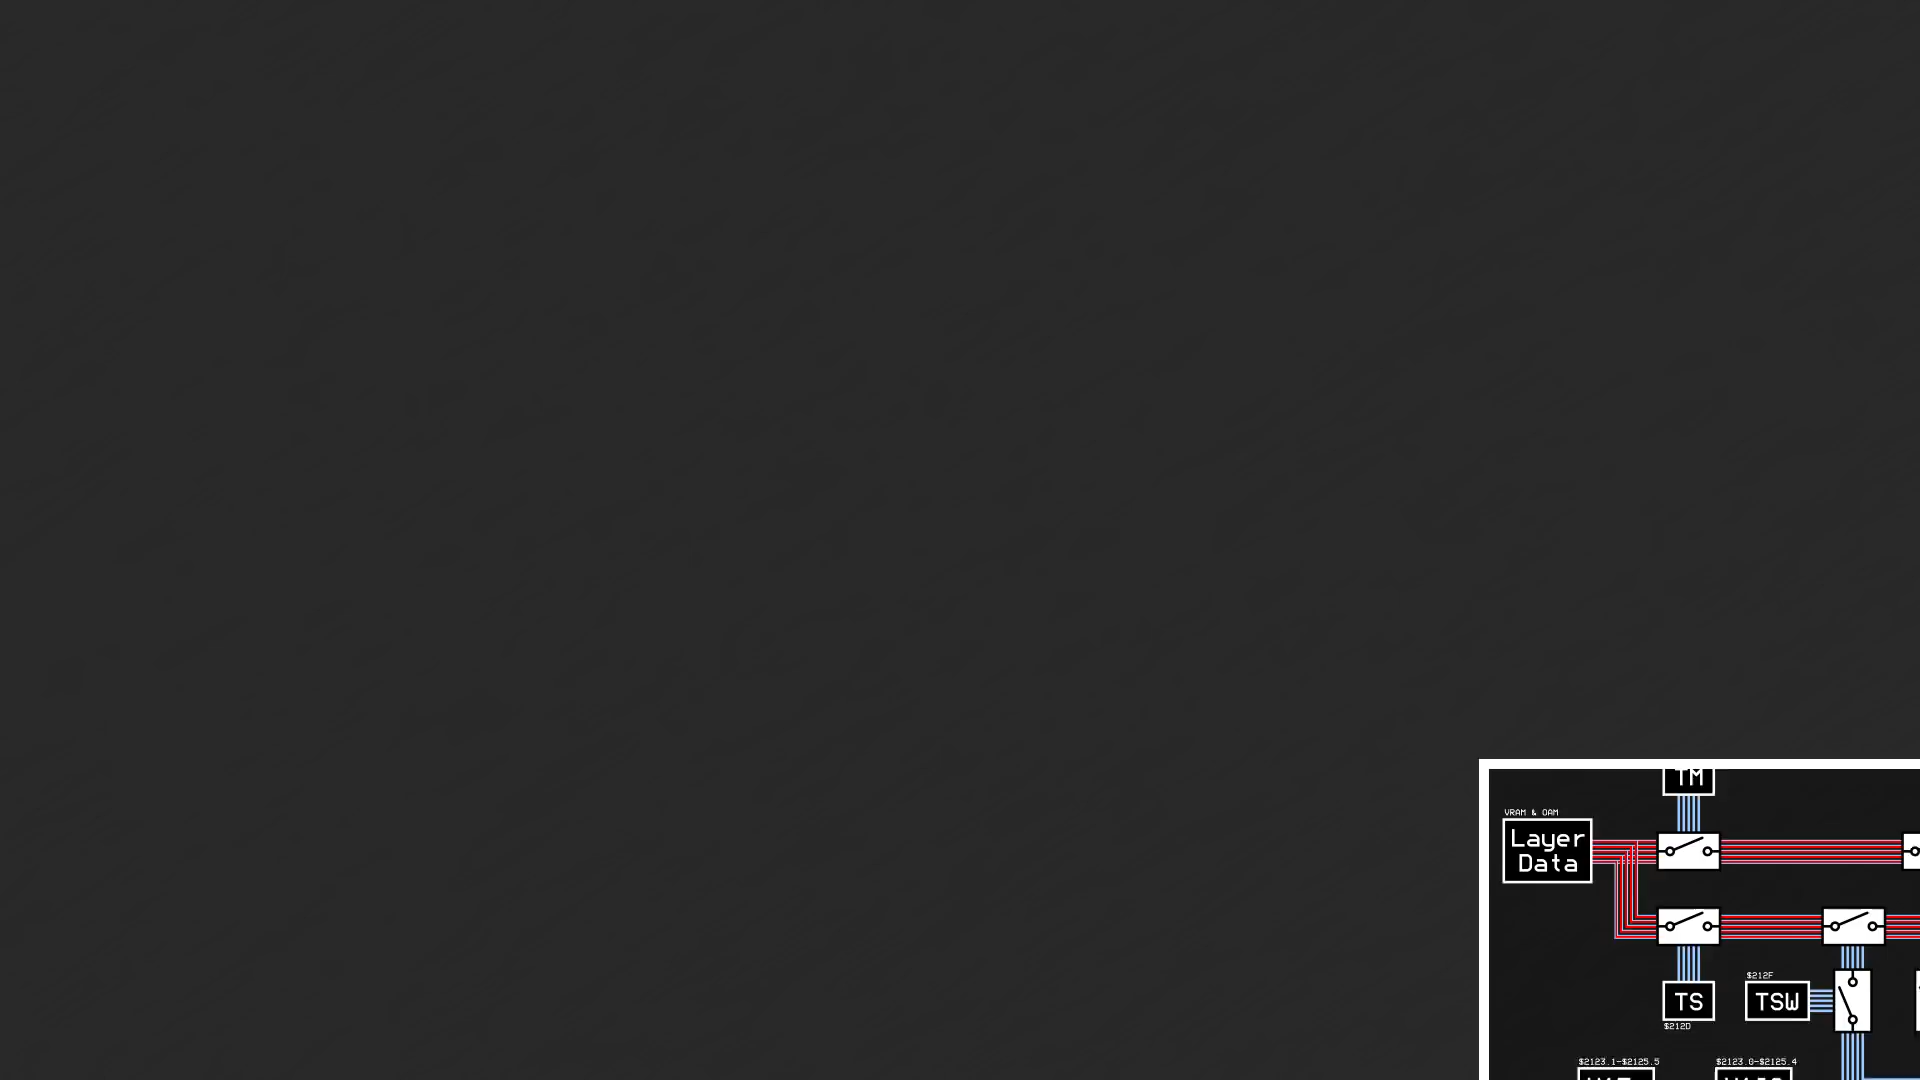 TM
VRAM & OAM
Layer
Data
TS
$212D
$212F
TSW
$2123.1-$2125.5
$2123.0-$2125.4